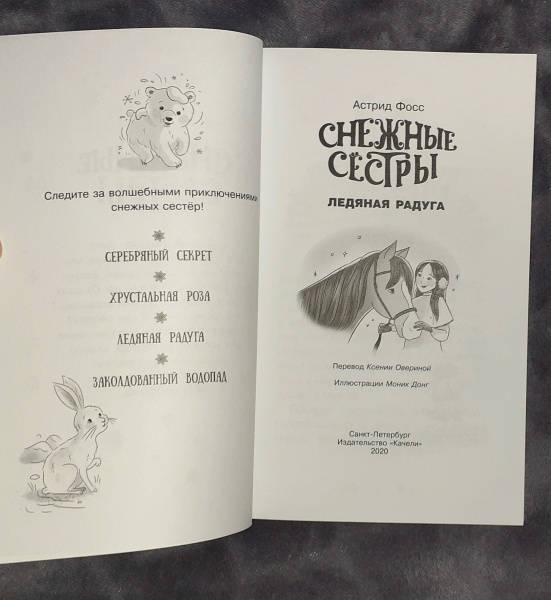 Следите за волшебными приключениями
снежных сестёр!
СЕРЕБРЯНЫЙ СЕКРЕТ
ХРУСТАЛЬНАЯ РОЗА
ЛЕДЯНАЯ РАДУГА
ЗАКОЛДОВАННЫЙ ВОДОПАД
Астрид Фосс
СНЕЖНЫЕ
СЁСТРЫ
ЛЕДЯНАЯ РАДУГА
Перевод Ксении Овериной
Иллюстрации Моник Донг
Санкт-Петербург
Издательство «Качели»
2020